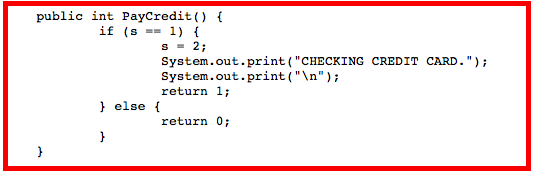 public int PayCredit() {
if (s == 1) {
s = 2;
System.out.print("CHECKING CREDIT CARD.");
System.out.print("\n");
return 1;
} else {
return 0;
}
}